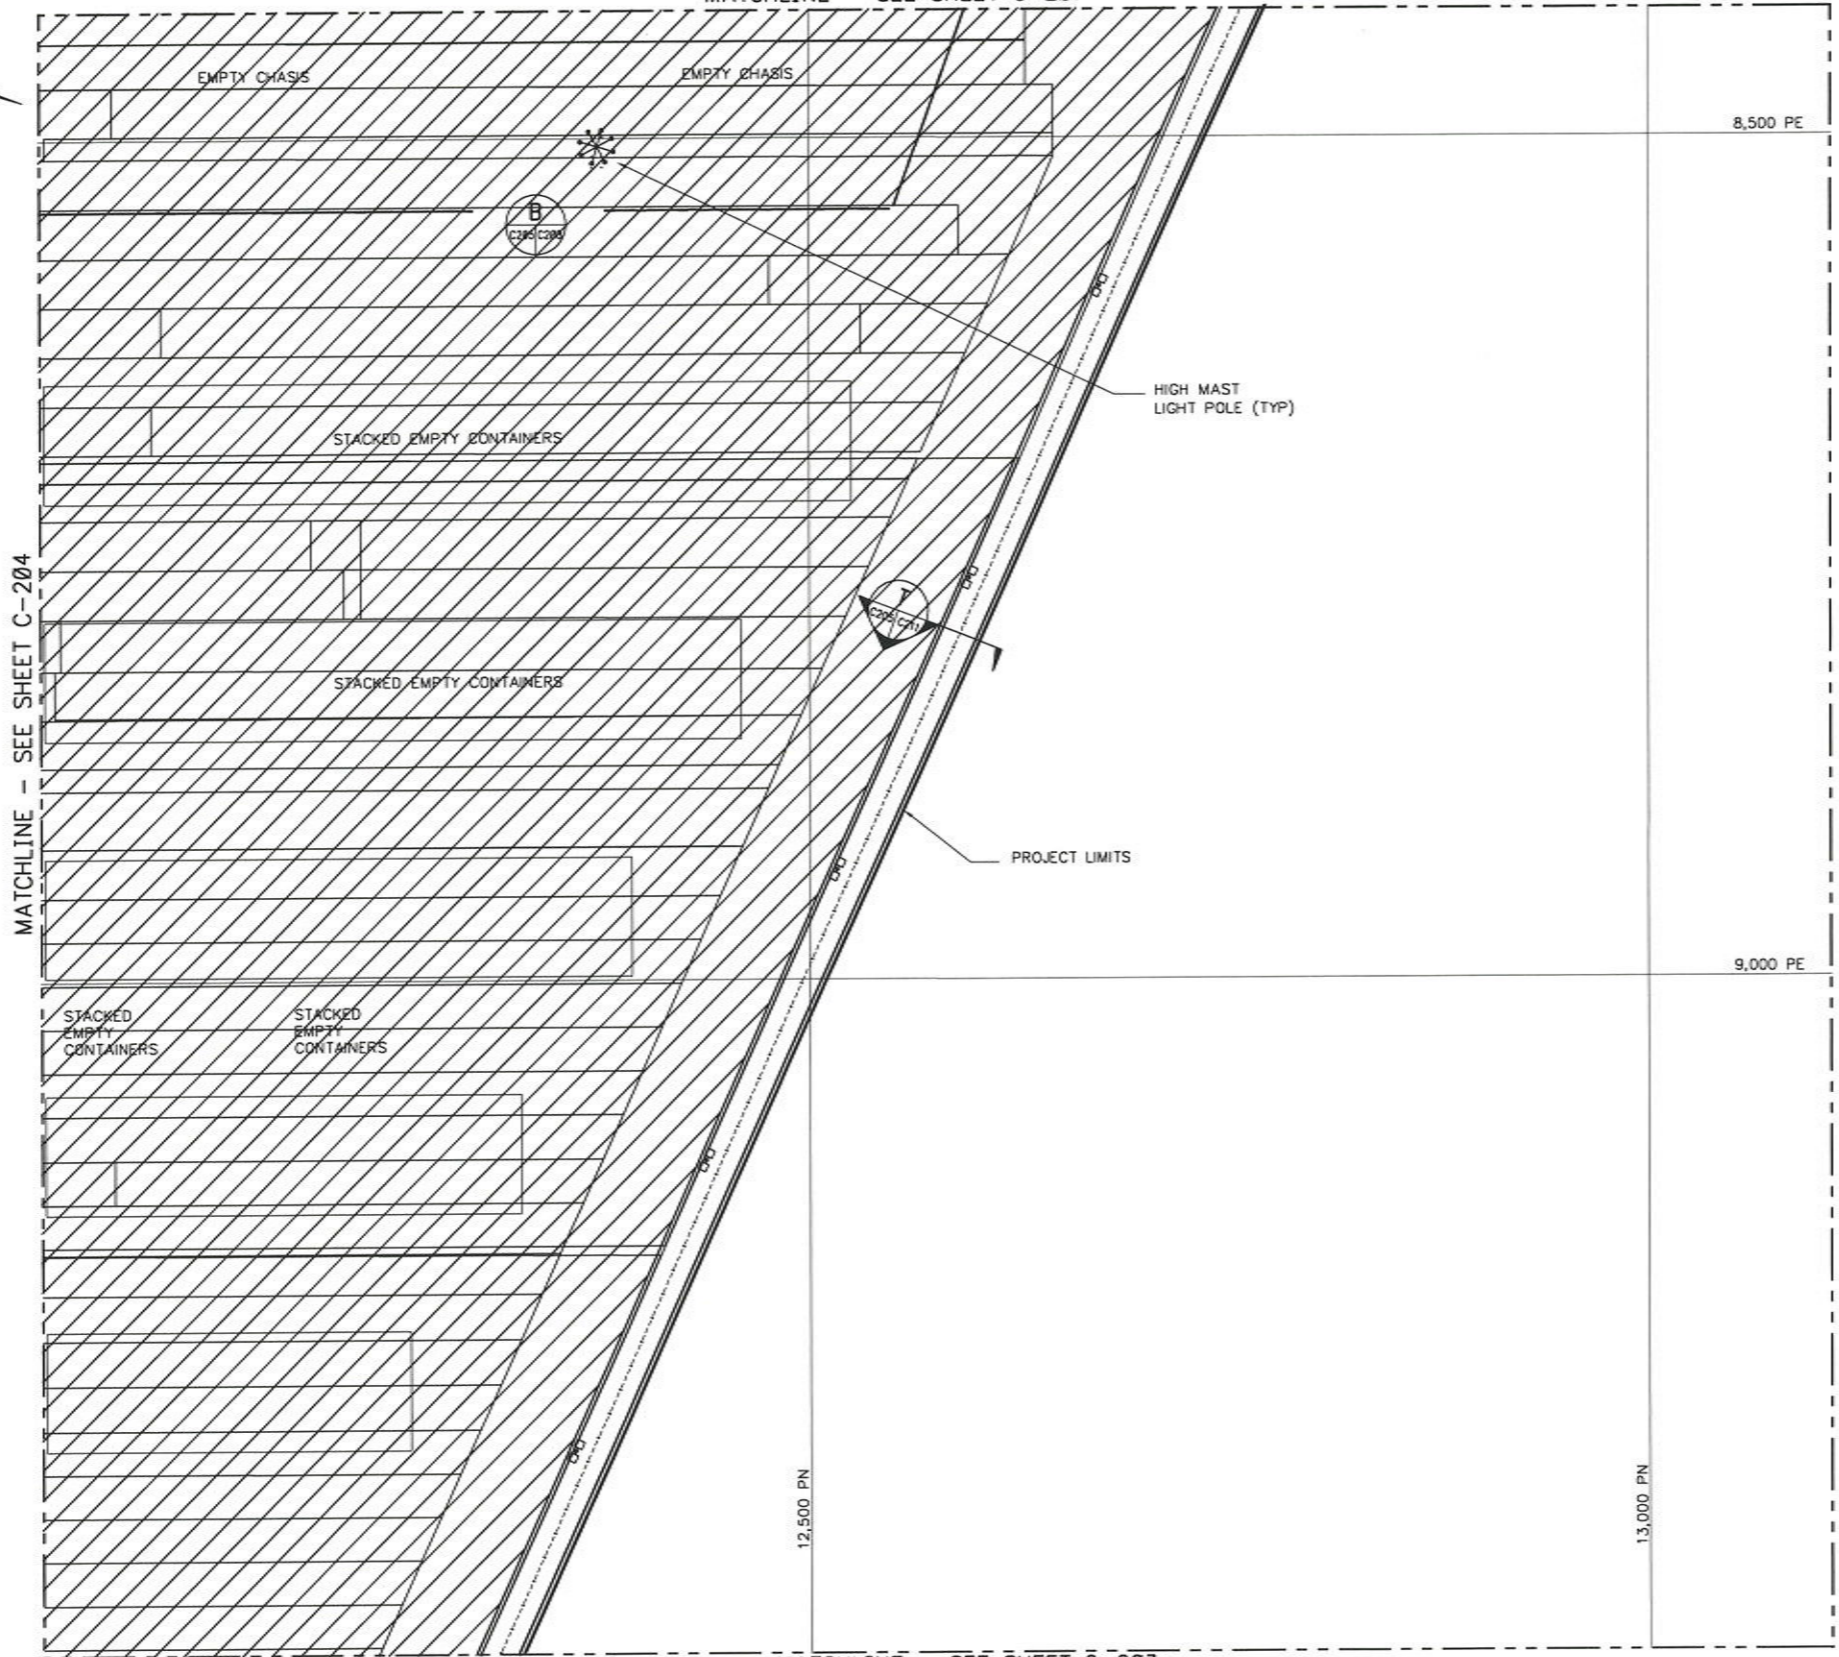 EMPTY CHASIS
EMPTY CHASIS
8,500 PE
B
HIGH MAST
LIGHT POLE (TYP)
STACKED EMPTY CONTAINERS
MATCHLINE - SEE SHEET C-204
T
C205 C211
STACKED EMPTY CONTAINERS
PROJECT LIMITS
9,000 PE
STACKED
EMPTY
CONTAINERS
STACKED
EMPTY
CONTAINERS
12,500 PN
13,000 PN